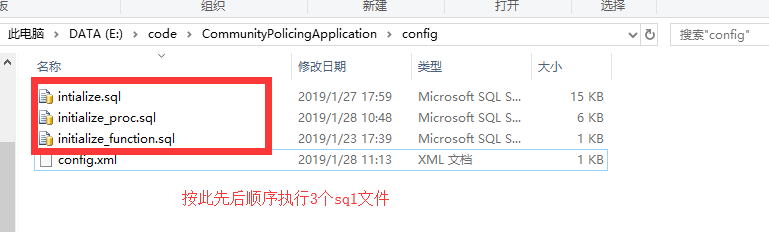 板 组织 新建 打开 选择
此电脑 DATA (E:) code CommunityPolicingApplication config 搜索"config"
名称 修改日期 类型 大小
intialize.sql 2019/1/27 17:59 Microsoft SQL S... 15 KB
initialize_proc.sql 2019/1/28 10:48 Microsoft SQL S... 6 KB
initialize_function.sql 2019/1/23 17:39 Microsoft SQL S... 1 KB
config.xml 2019/1/28 11:13 XML 文档 1 KB
按此先后顺序执行3个sql文件